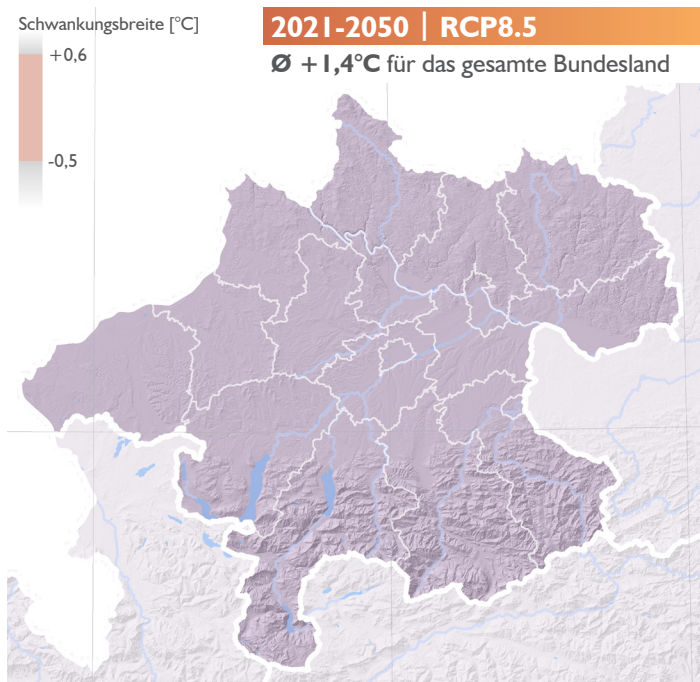 Schwankungsbreite [°C]
+0,6
-0,5
2021-2050 | RCP8.5
Ø +1,4°C für das gesamte Bundesland